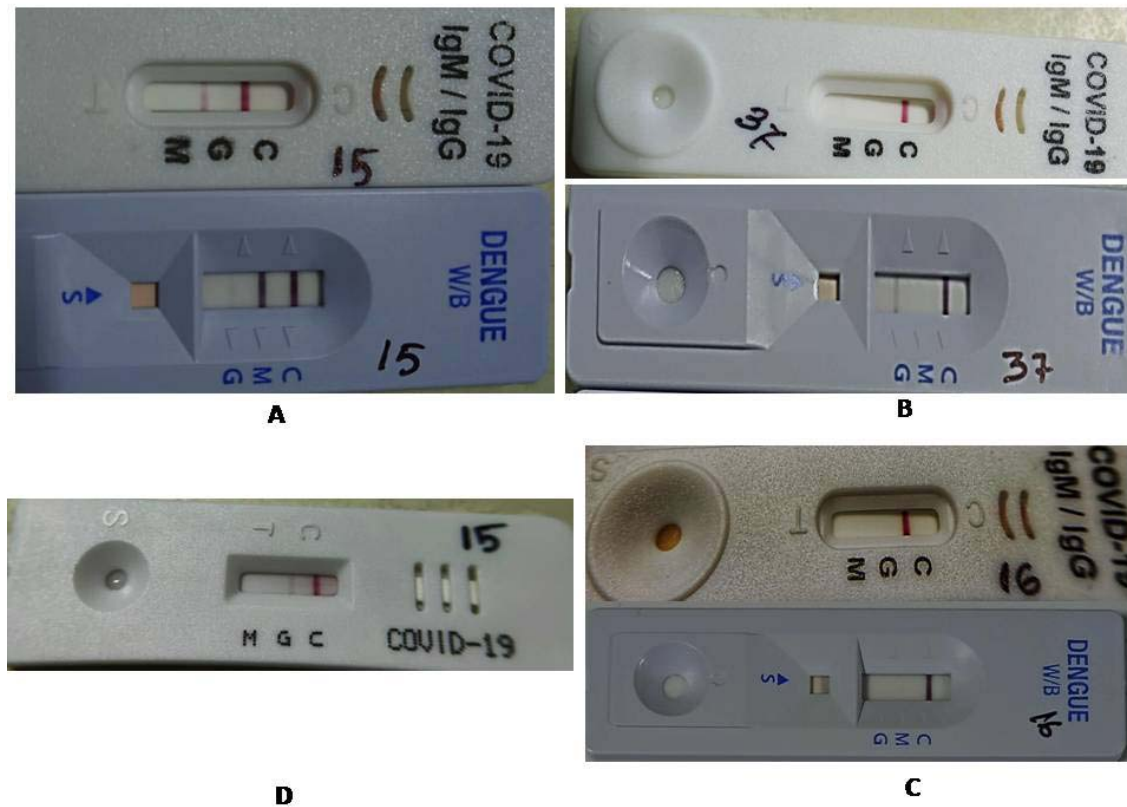 COVID-19
IgM / IgG
T
C
M G C
15
DENGUE
W/B
S
C
M
G
15
A
S
COVID-19
IgM / IgG
T
C
M G C
37
DENGUE
W/B
S
C
M
G
37
B
S
T C
15
M G C
COVID-19
D
S
COVID-19
IgM / IgG
T
C
M G C
16
DENGUE
W/B
S
C
M
G
16
C